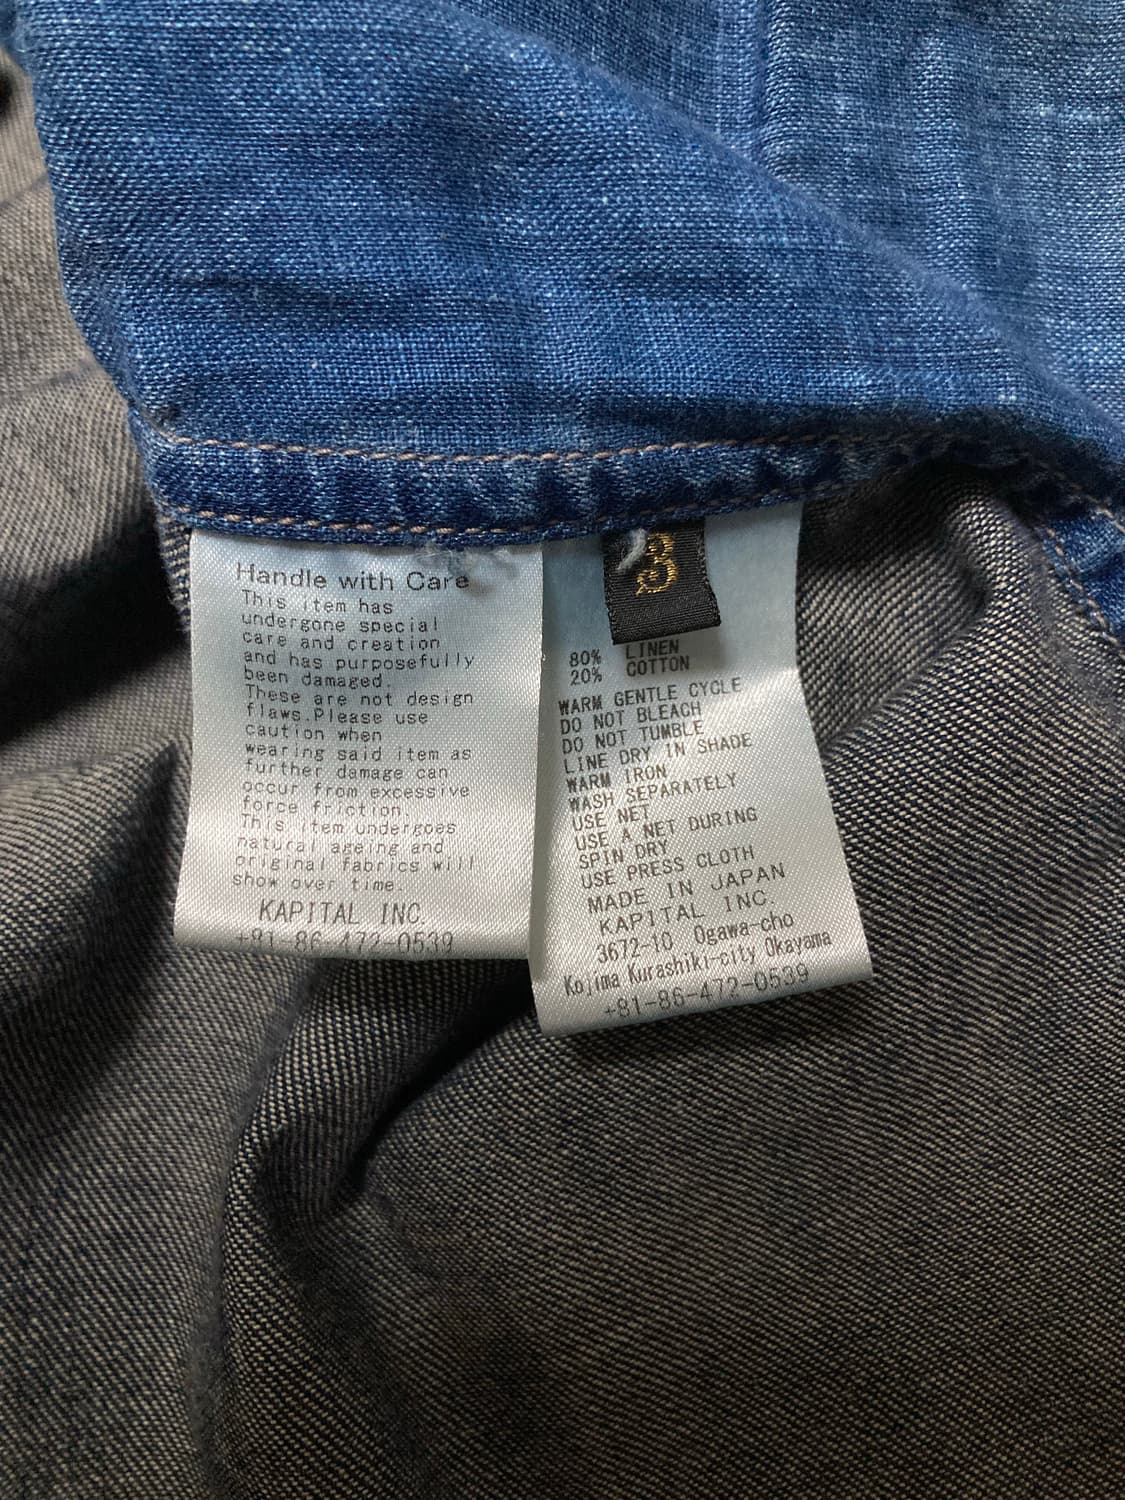 Handle with Care
This item has
undergone special
care and creation
and has purposefully
been damaged.
These are not design
flaws.Please use
caution when
wearing said item as
further damage can
occur from excessive
force friction.
This item undergoes
natural ageing and
original fabrics will
show over time.
KAPITAL INC.
+81-86-472-0539
3
80% LINEN
20% COTTON
WARM GENTLE CYCLE
DO NOT BLEACH
DO NOT TUMBLE
LINE DRY IN SHADE
WARM IRON
WASH SEPARATELY
USE NET
USE A NET DURING
SPIN DRY
USE PRESS CLOTH
MADE IN JAPAN
KAPITAL INC.
3672-10 Ogawa-cho
Kojima Kurashiki-city Okayama
+81-86-472-0539